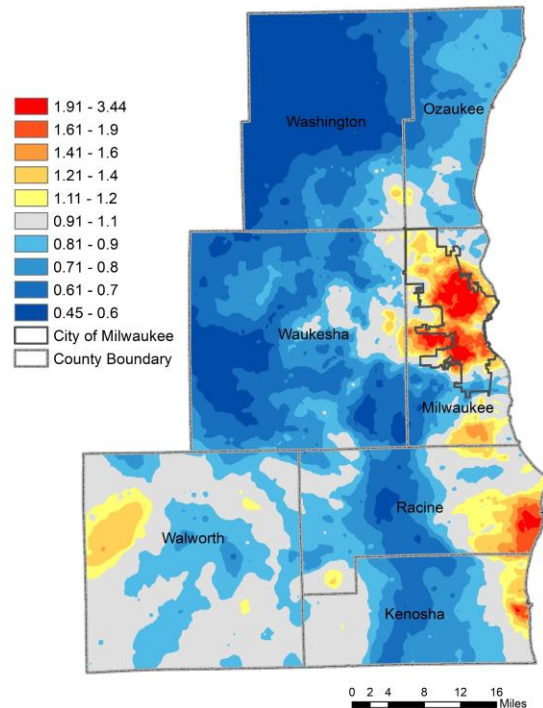 Washington
Ozaukee
1.91 - 3.44
1.61 - 1.9
1.41 - 1.6
1.21 - 1.4
1.11 - 1.2
0.91 - 1.1
0.81 - 0.9
0.71 - 0.8
0.61 - 0.7
0.45 - 0.6
City of Milwaukee
County Boundary
Waukesha
Milwaukee
Walworth
Racine
Kenosha
0 2 4 8 12 16
Miles